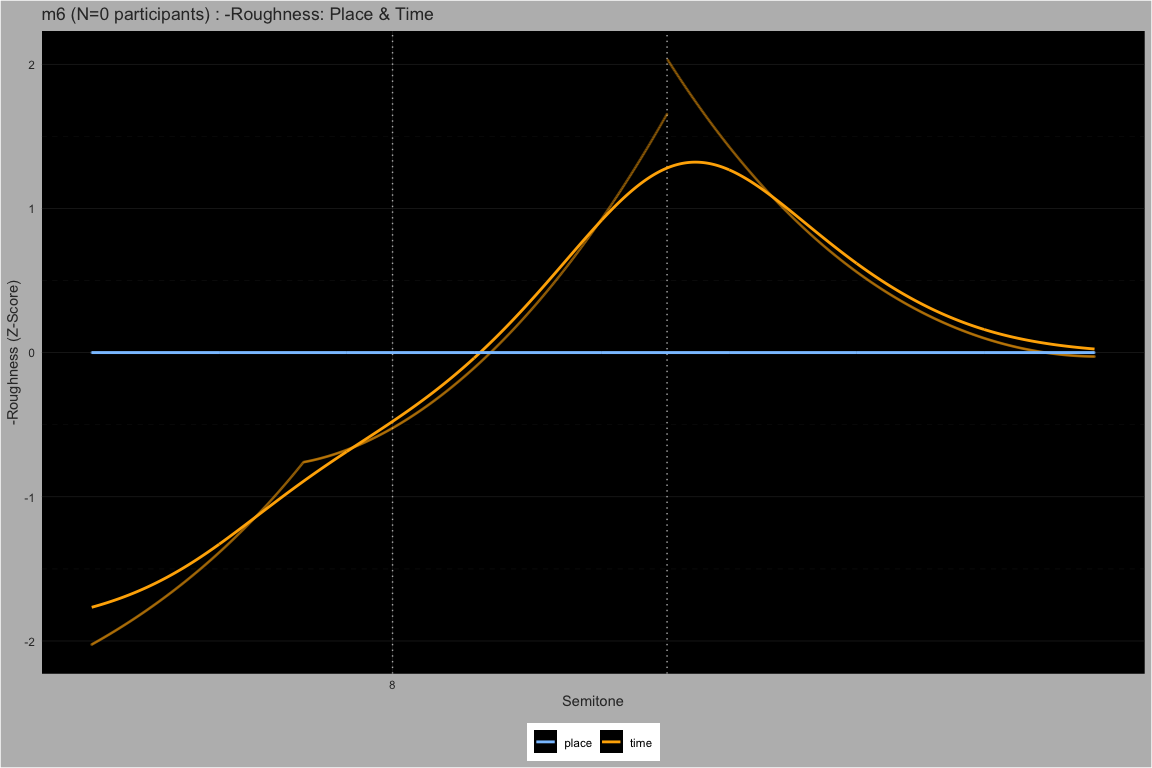 m6 (N=0 participants) : -Roughness: Place & Time
-Roughness (Z-Score)
2
1
0
-1
-2
8
Semitone
place time